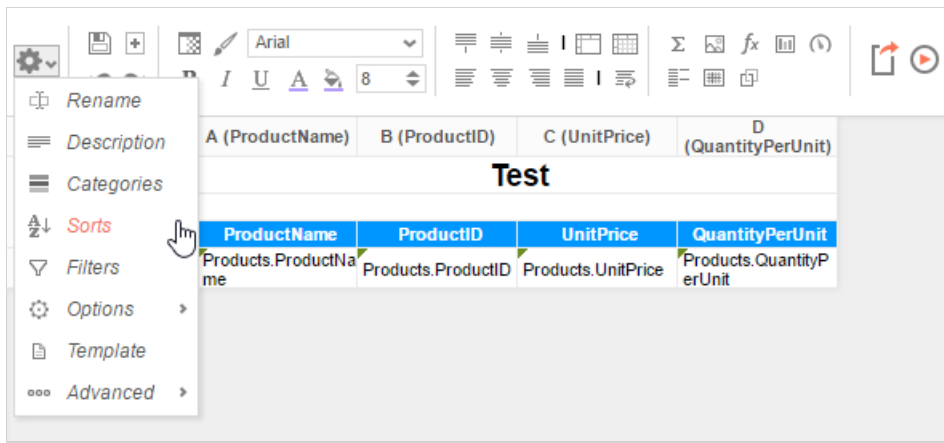 Arial
Σ
fx
B I U A
8
Rename
Description
Categories
Sorts
Filters
Options
Template
Advanced
A (ProductName)
B (ProductID)
C (UnitPrice)
D
(QuantityPerUnit)
Test
ProductName
ProductID
UnitPrice
QuantityPerUnit
Products.ProductNa
me
Products.ProductID
Products.UnitPrice
Products.QuantityP
erUnit